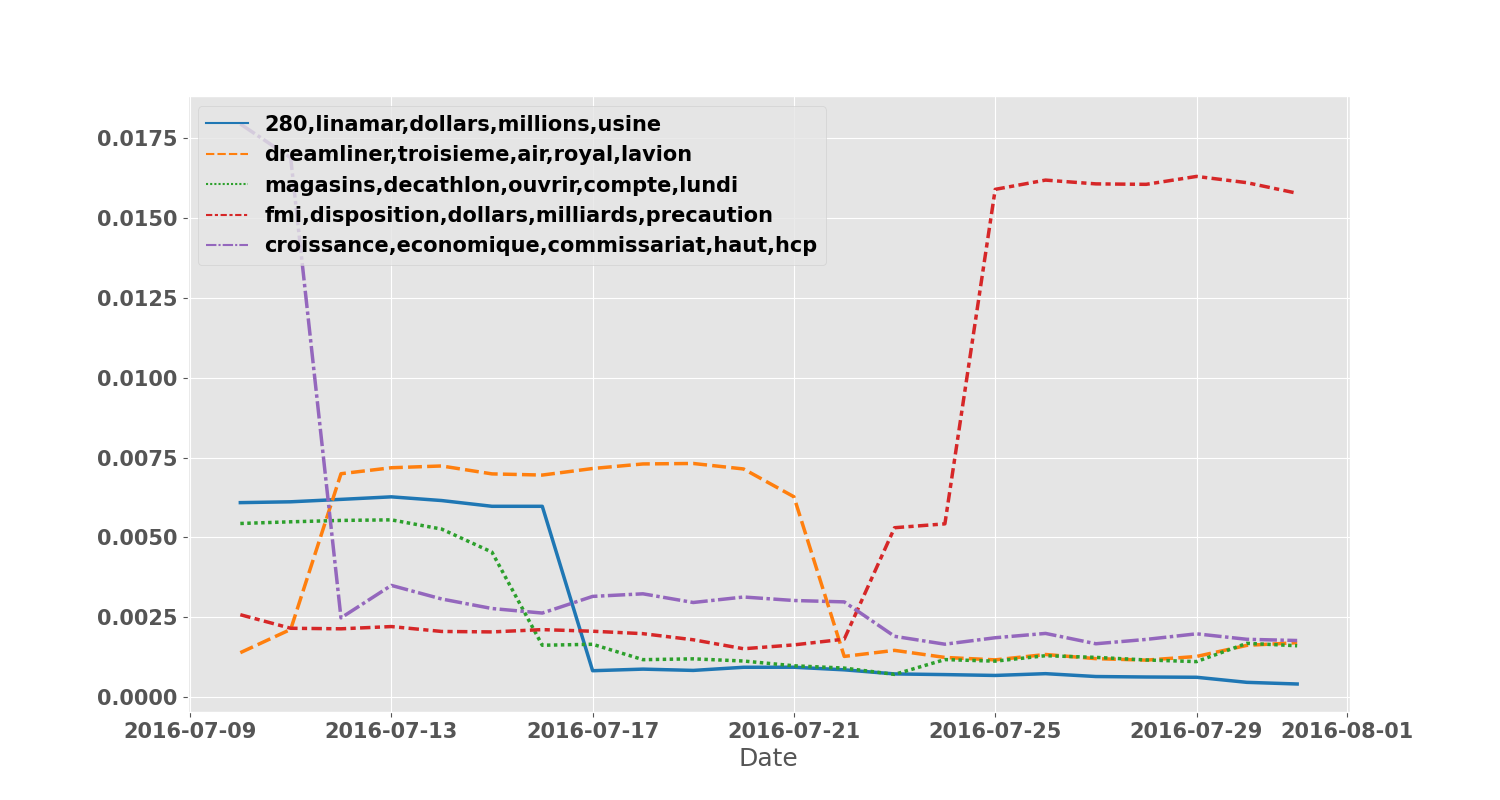 280,linamar,dollars,millions,usine
dreamliner,troisieme,air,royal,lavion
magasins,decathlon,ouvrir,compte,lundi
fmi,disposition,dollars,milliards,precaution
croissance,economique,commissariat,haut,hcp
0.0175
0.0150
0.0125
0.0100
0.0075
0.0050
0.0025
0.0000
2016-07-09 2016-07-13 2016-07-17 2016-07-21 2016-07-25 2016-07-29 2016-08-01
Date